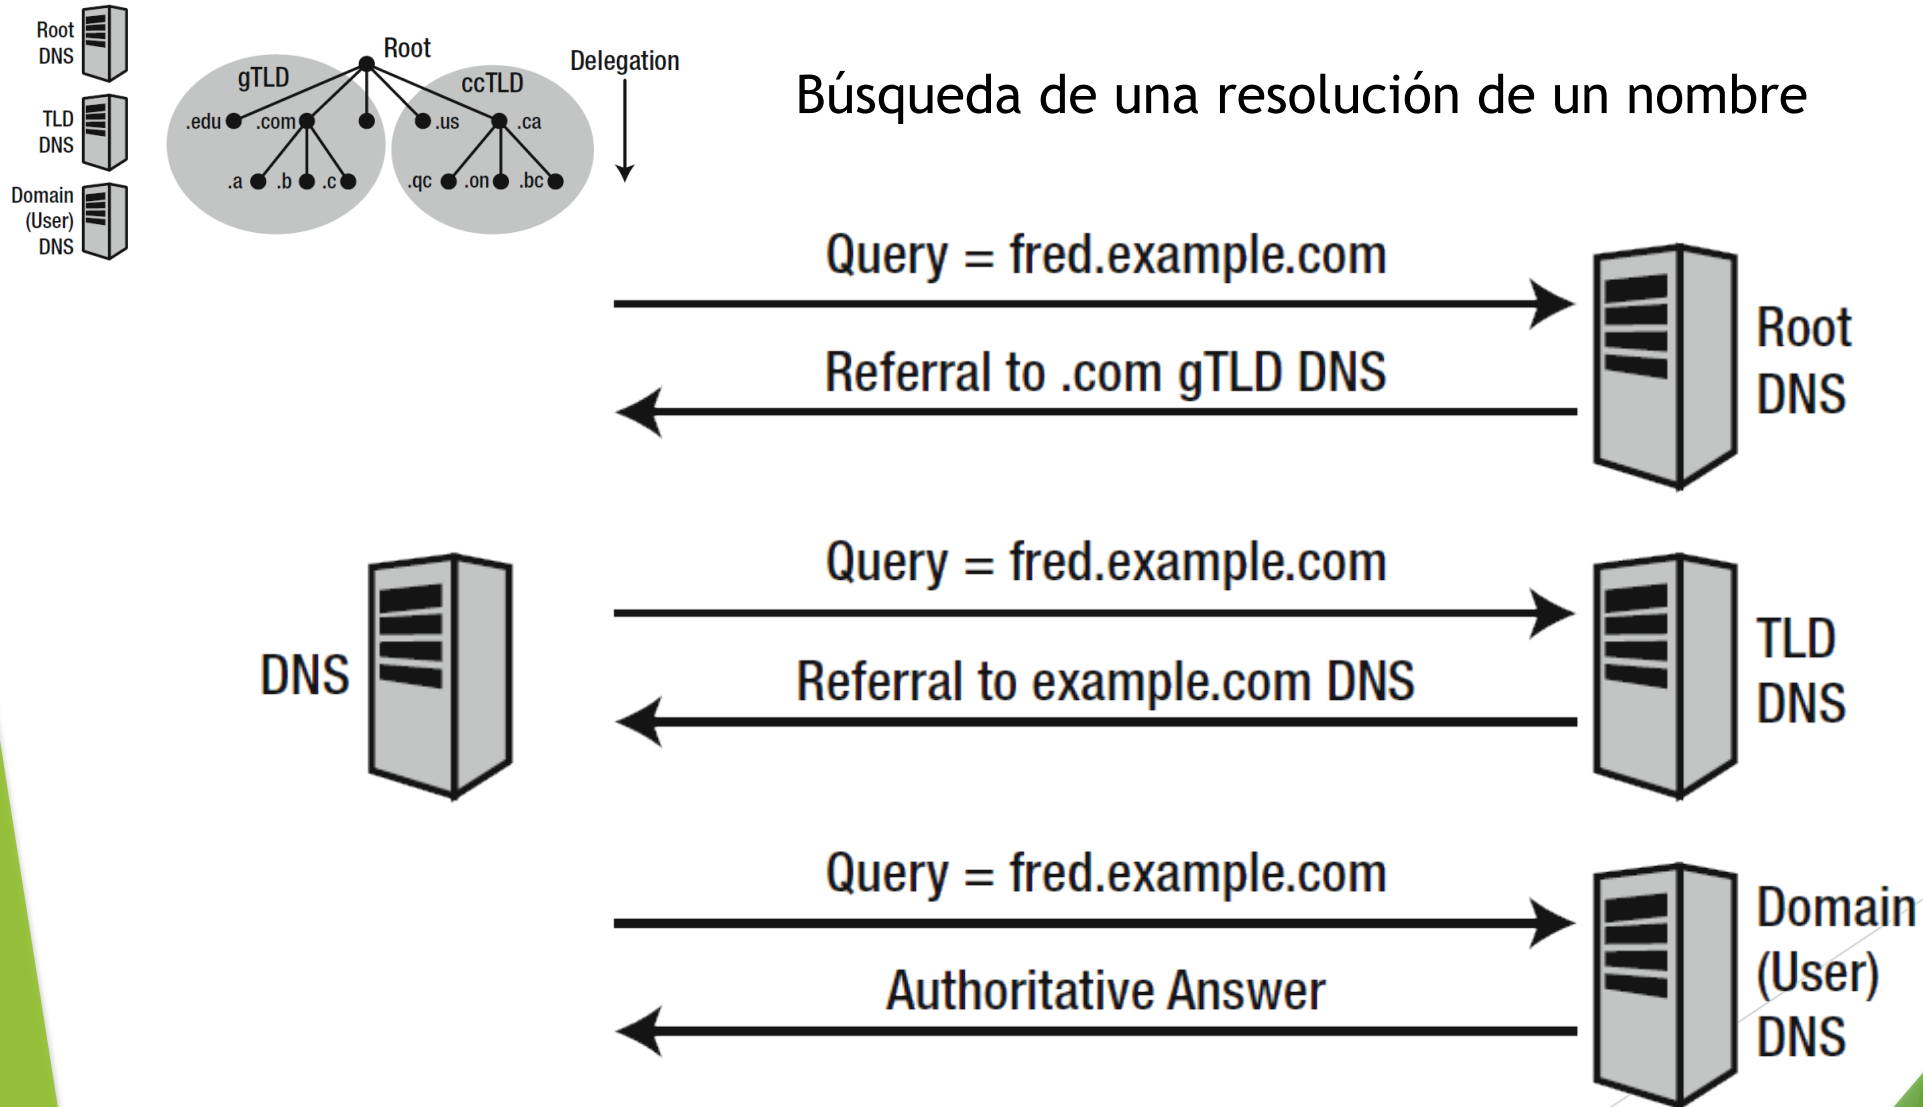 Root
DNS
TLD
DNS
Domain
(User)
DNS
Root
gTLD
ccTLD
.edu
.com
.us
.ca
.a
.b
.c
.qc
.on
.bc
Delegation
Búsqueda de una resolución de un nombre
Query = fred.example.com
Referral to .com gTLD DNS
Root
DNS
DNS
Query = fred.example.com
Referral to example.com DNS
TLD
DNS
Query = fred.example.com
Authoritative Answer
Domain
(User)
DNS